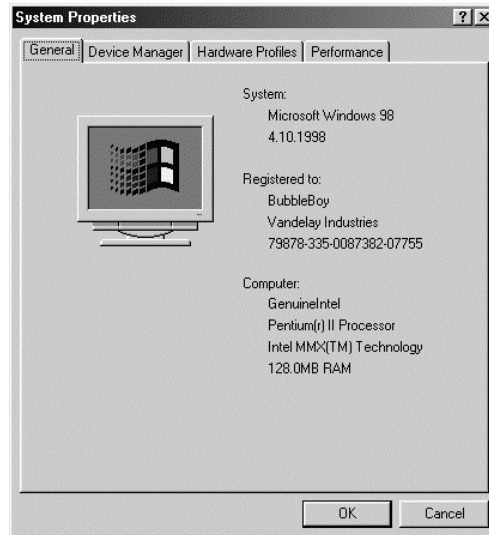 System Properties
General
Device Manager
Hardware Profiles
Performance
System:
Microsoft Windows 98
4.10.1998
Registered to:
BubbleBoy
Vandelay Industries
79878-335-0087382-07755
Computer:
GenuineIntel
Pentium(r) II Processor
Intel MMX(TM) Technology
128.0MB RAM
OK
Cancel